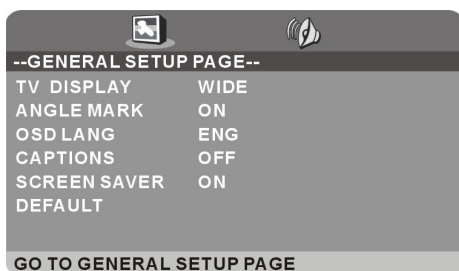 --GENERAL SETUP PAGE--
TV DISPLAY WIDE
ANGLE MARK ON
OSD LANG ENG
CAPTIONS OFF
SCREEN SAVER ON
DEFAULT
GO TO GENERAL SETUP PAGE